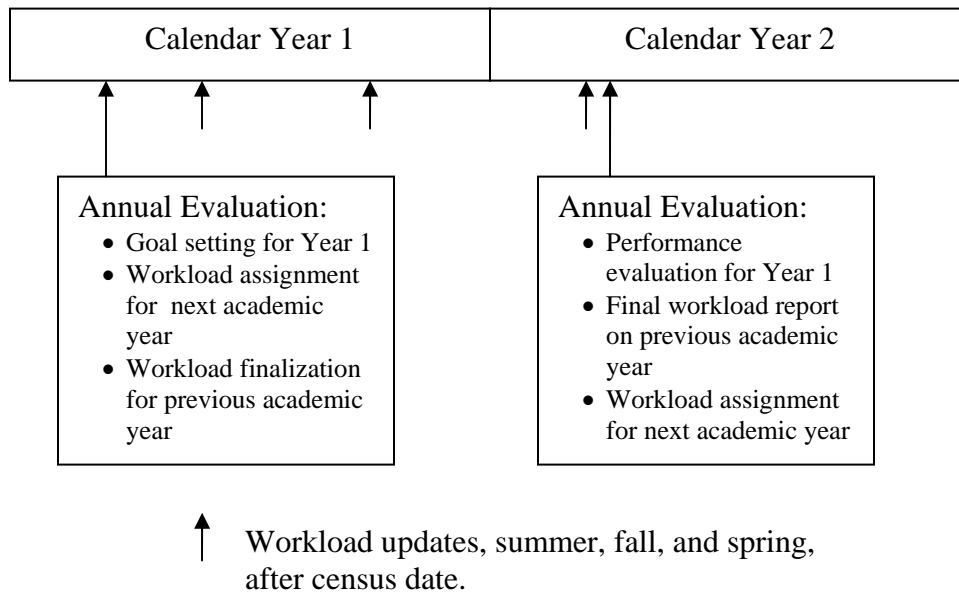 Calendar Year 1
Calendar Year 2
Annual Evaluation:
• Goal setting for Year 1
• Workload assignment
for next academic
year
• Workload finalization
for previous academic
year
Annual Evaluation:
• Performance
evaluation for Year 1
• Final workload report
on previous academic
year
• Workload assignment
for next academic year
Workload updates, summer, fall, and spring,
after census date.